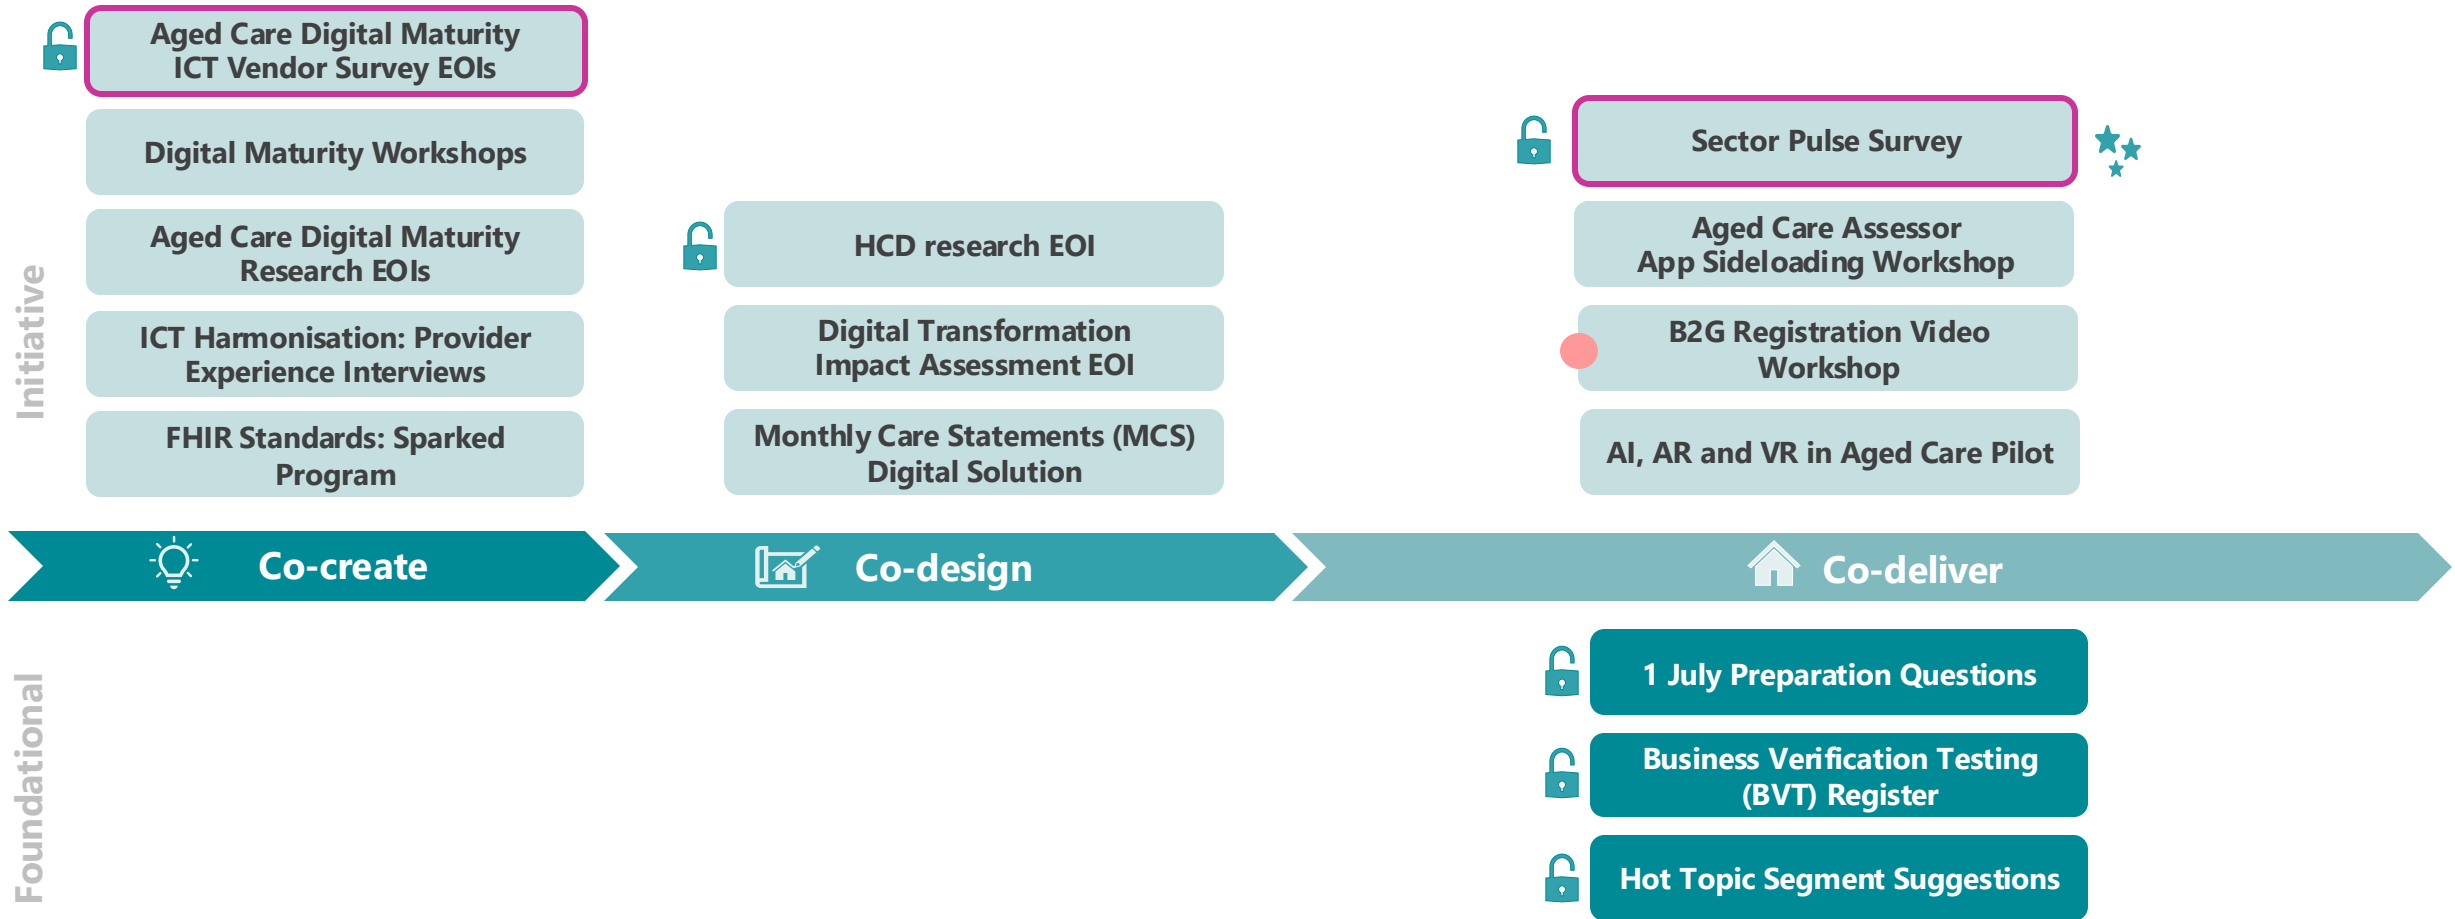 Initiative
Aged Care Digital Maturity
ICT Vendor Survey EOIs
Digital Maturity Workshops
Aged Care Digital Maturity
Research EOIs
ICT Harmonisation: Provider
Experience Interviews
FHIR Standards: Sparked
Program
HCD research EOI
Digital Transformation
Impact Assessment EOI
Monthly Care Statements (MCS)
Digital Solution
Sector Pulse Survey
Aged Care Assessor
App Sideloading Workshop
B2G Registration Video
Workshop
AI, AR and VR in Aged Care Pilot
Co-create
Co-design
Co-deliver
Foundational
1 July Preparation Questions
Business Verification Testing
(BVT) Register
Hot Topic Segment Suggestions